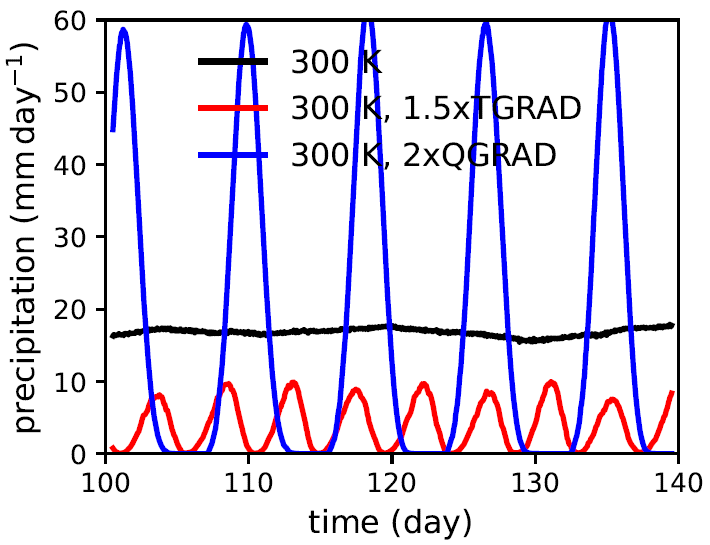 60
50
40
30
20
10
0
precipitation (mm day⁻¹)
300 K
300 K, 1.5xTGRAD
300 K, 2xQGRAD
100 110 120 130 140
time (day)